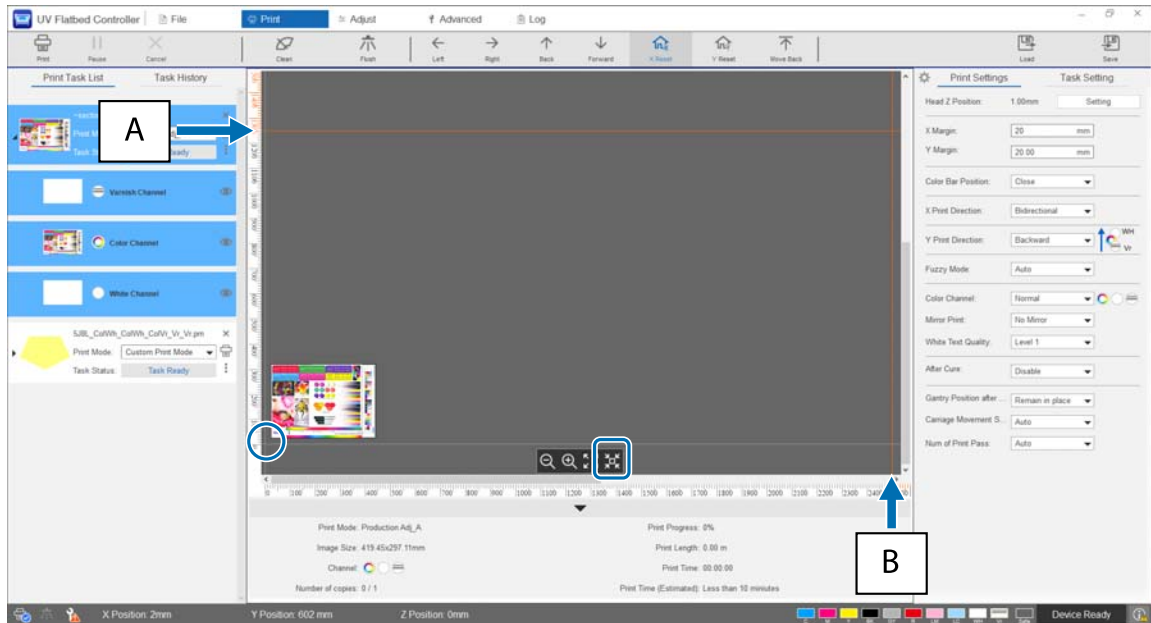 UV Flatbed Controller
File
Print
Adjust
Advanced
Log
Print
Pause
Cancel
Clean
Flush
Left
Right
Back
Forward
X Reset
Y Reset
Move Back
Load
Save
Print Task List
Task History
A
Varnish Channel
Color Channel
White Channel
5JBL_ColWh_ColWh_ColVr_Vr_Vr.prn
Print Mode: Custom Print Mode
Task Status: Task Ready
0 100 200 300 400 500 600 700 800 900 1000 1100 1200 1300 1400 1500 1600 1700 1800 1900 2000 2100 2200 2300
B
Print Mode: Production Adj_A
Image Size: 419.45x297.11mm
Channel:
Number of copies: 0 / 1
Print Progress: 0%
Print Length: 0.00 m
Print Time: 00:00:00
Print Time (Estimated): Less than 10 minutes
Print Settings
Task Setting
Head Z Position: 1.00mm Setting
X Margin: 20 mm
Y Margin: 20.00 mm
Color Bar Position: Close
X Print Direction: Bidirectional
Y Print Direction: Backward
WH
Vr
Fuzzy Mode: Auto
Color Channel: Normal
Mirror Print: No Mirror
White Text Quality: Level 1
After Cure: Disable
Gantry Position after ... Remain in place
Carriage Movement S... Auto
Num of Print Pass: Auto
X Position: 2mm
Y Position: 602 mm
Z Position: 0mm
Device Ready